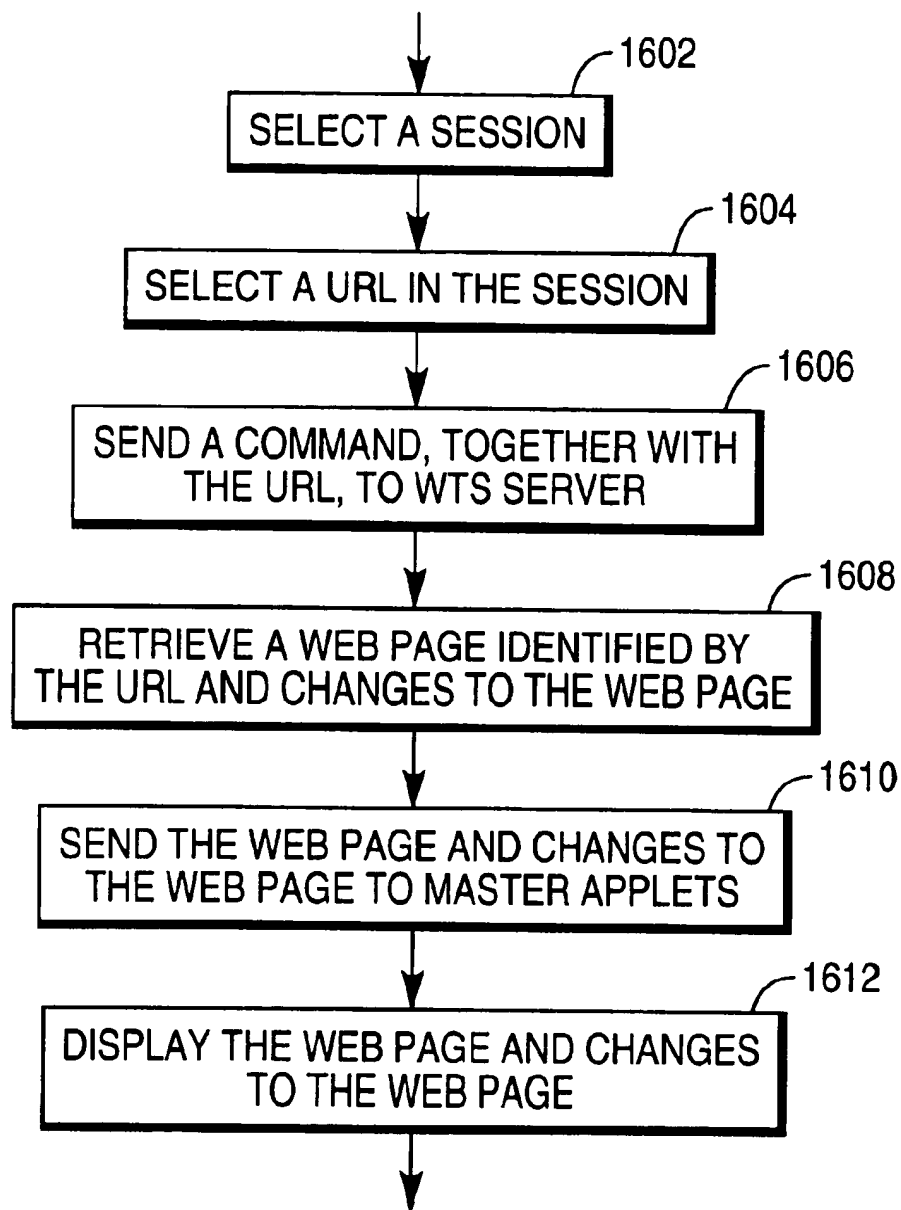 1602
SELECT A SESSION
1604
SELECT A URL IN THE SESSION
1606
SEND A COMMAND, TOGETHER WITH
THE URL, TO WTS SERVER
1608
RETRIEVE A WEB PAGE IDENTIFIED BY
THE URL AND CHANGES TO THE WEB PAGE
1610
SEND THE WEB PAGE AND CHANGES TO
THE WEB PAGE TO MASTER APPLETS
1612
DISPLAY THE WEB PAGE AND CHANGES
TO THE WEB PAGE